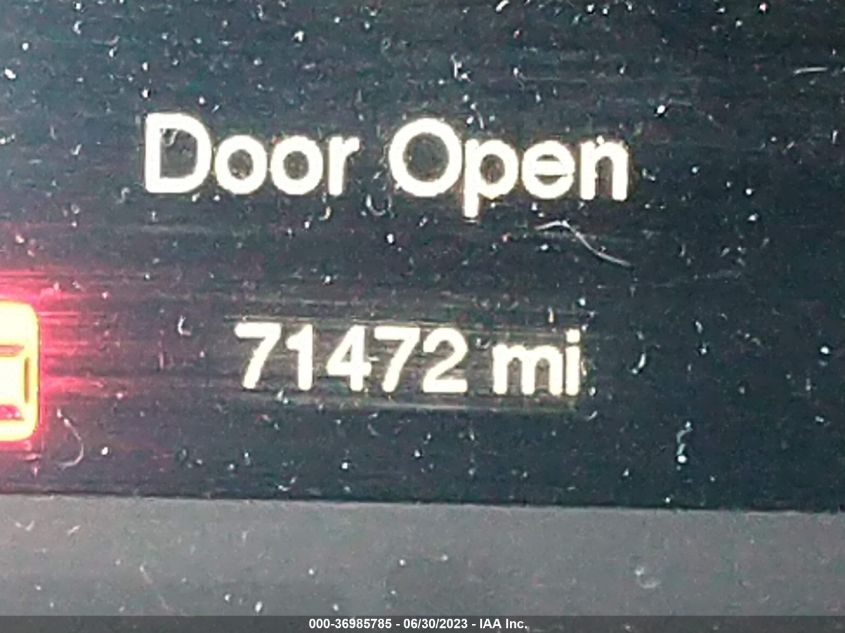 Door Open
71472 mi
000-36985785 - 06/30/2023 - IAA Inc.